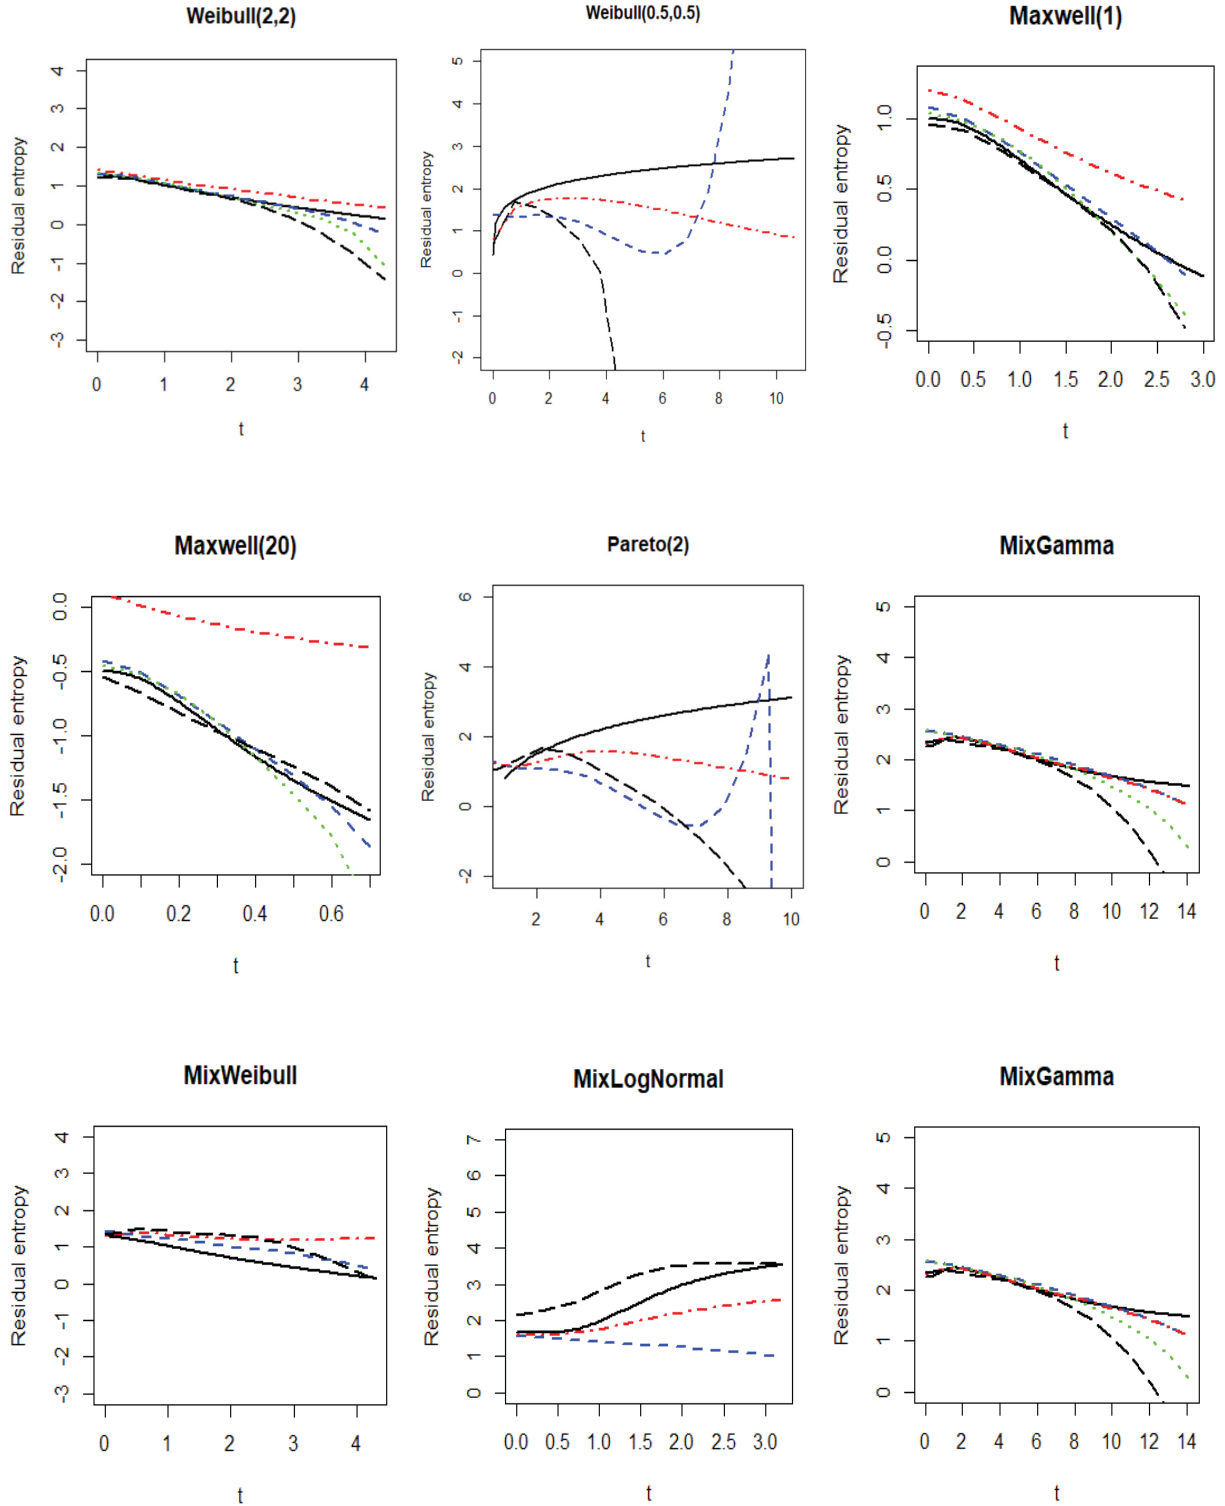 Weibull(2,2)
Residual entropy
4
3
2
1
0
-1
-2
-3
0 1 2 3 4
t
Weibull(0.5,0.5)
Residual entropy
5
4
3
2
1
0
-1
-2
0 2 4 6 8 10
t
Maxwell(1)
Residual entropy
1.0
0.5
0.0
-0.5
0.0 0.5 1.0 1.5 2.0 2.5 3.0
t
Maxwell(20)
Residual entropy
0.0
-0.5
-1.0
-1.5
-2.0
0.0 0.2 0.4 0.6
t
Pareto(2)
Residual entropy
6
4
2
0
-2
2 4 6 8 10
t
MixGamma
Residual entropy
5
4
3
2
1
0
0 2 4 6 8 10 12 14
t
MixWeibull
Residual entropy
4
3
2
1
0
-1
-2
-3
0 1 2 3 4
t
MixLogNormal
Residual entropy
7
6
5
4
3
2
1
0
0.0 0.5 1.0 1.5 2.0 2.5 3.0
t
MixGamma
Residual entropy
5
4
3
2
1
0
0 2 4 6 8 10 12 14
t